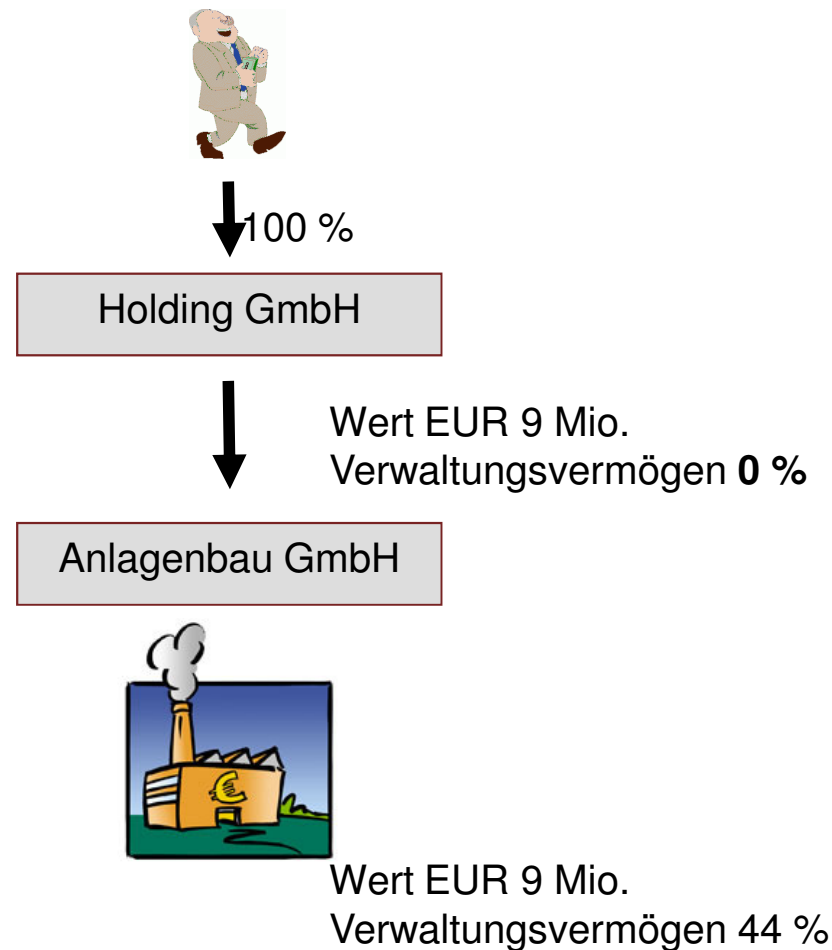 100 %
Holding GmbH
Wert EUR 9 Mio.
Verwaltungsvermögen 0 %
Anlagenbau GmbH
€
Wert EUR 9 Mio.
Verwaltungsvermögen 44 %